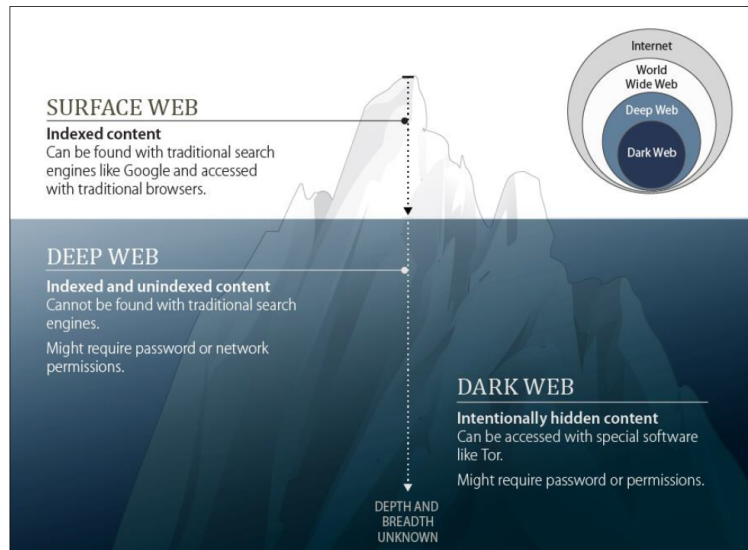 Internet
World
Wide Web
Deep Web
Dark Web
SURFACE WEB
Indexed content
Can be found with traditional search
engines like Google and accessed
with traditional browsers.
DEEP WEB
Indexed and unindexed content
Cannot be found with traditional search
engines.
Might require password or network
permissions.
DARK WEB
Intentionally hidden content
Can be accessed with special software
like Tor.
Might require password or permissions.
DEPTH AND
BREADTH
UNKNOWN